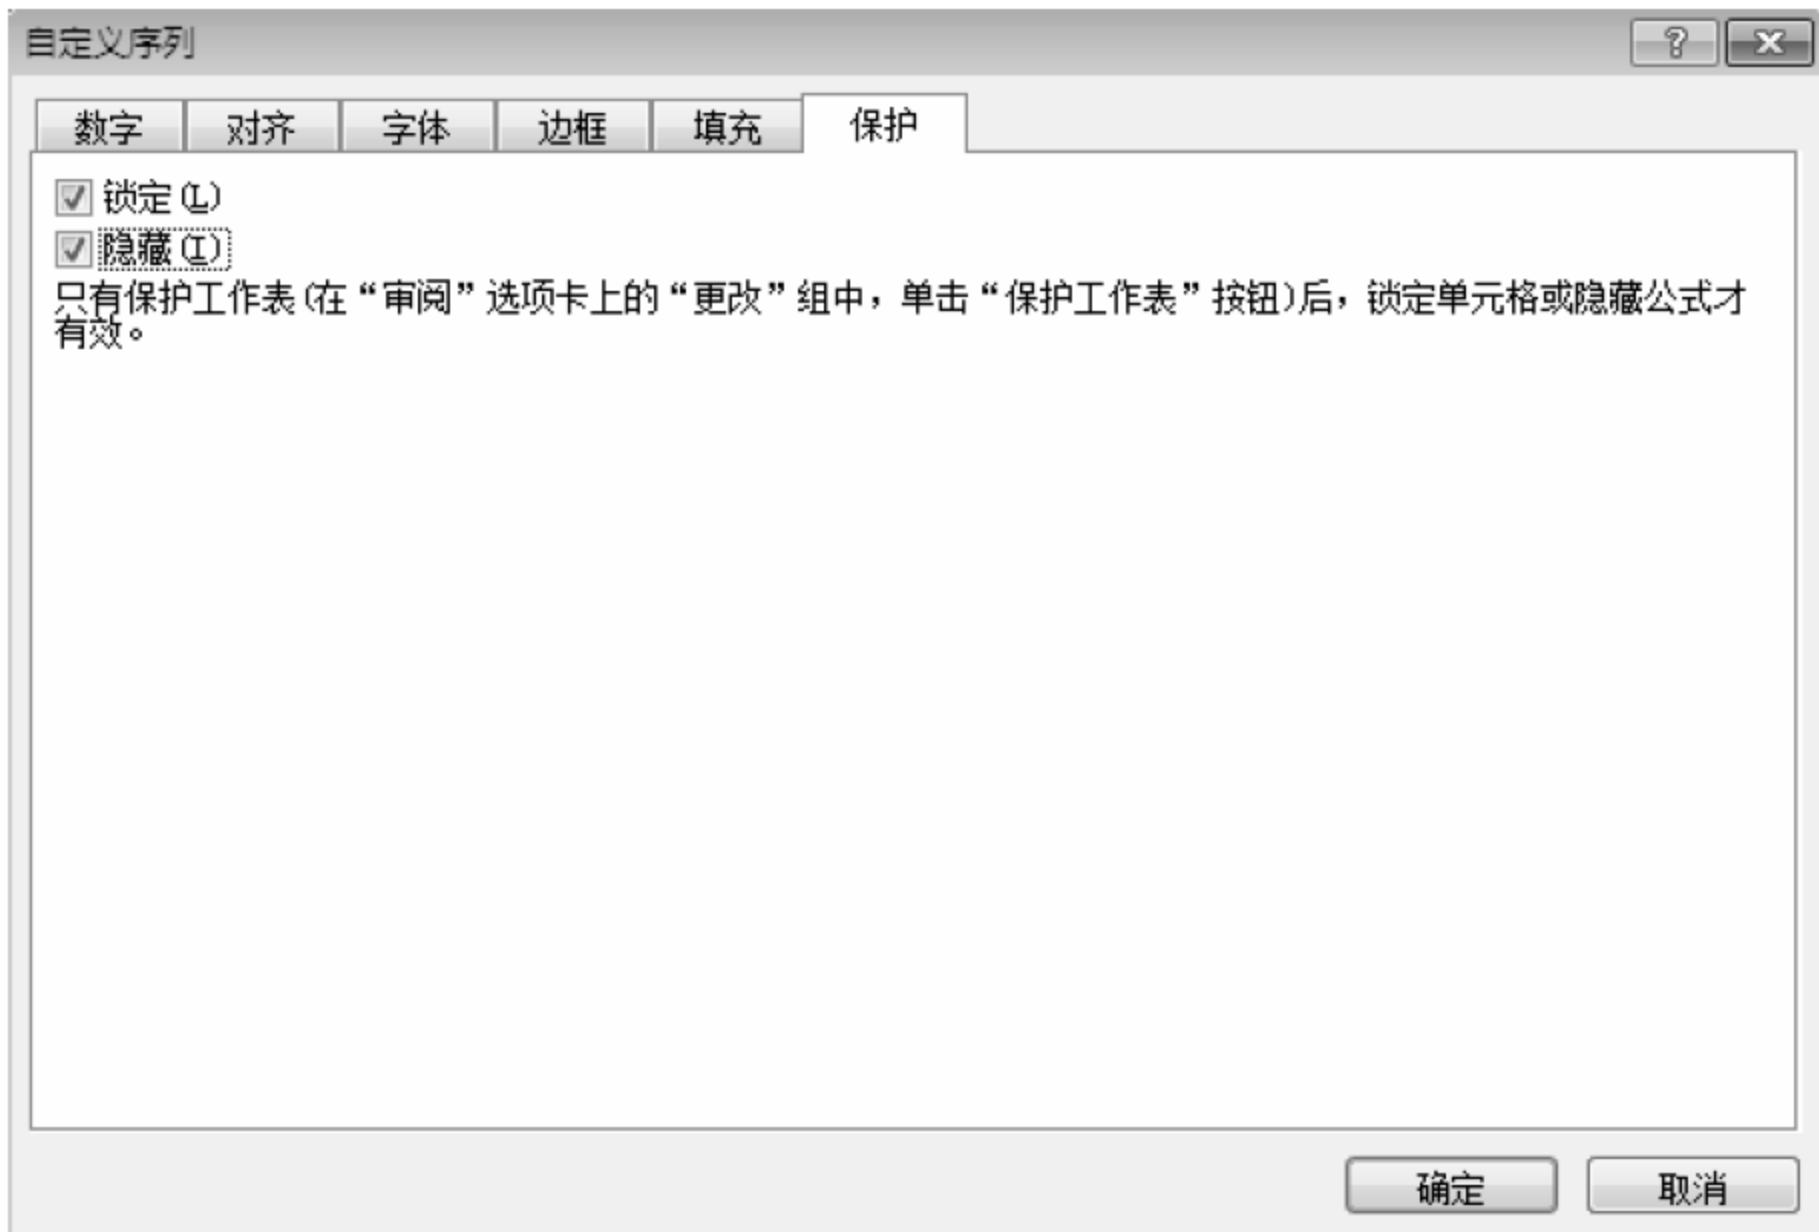 自定义序列
数字 对齐 字体 边框 填充 保护
锁定(L)
隐藏(I)
只有保护工作表(在“审阅”选项卡上的“更改”组中，单击“保护工作表”按钮)后，锁定单元格或隐藏公式才
有效。
确定 取消